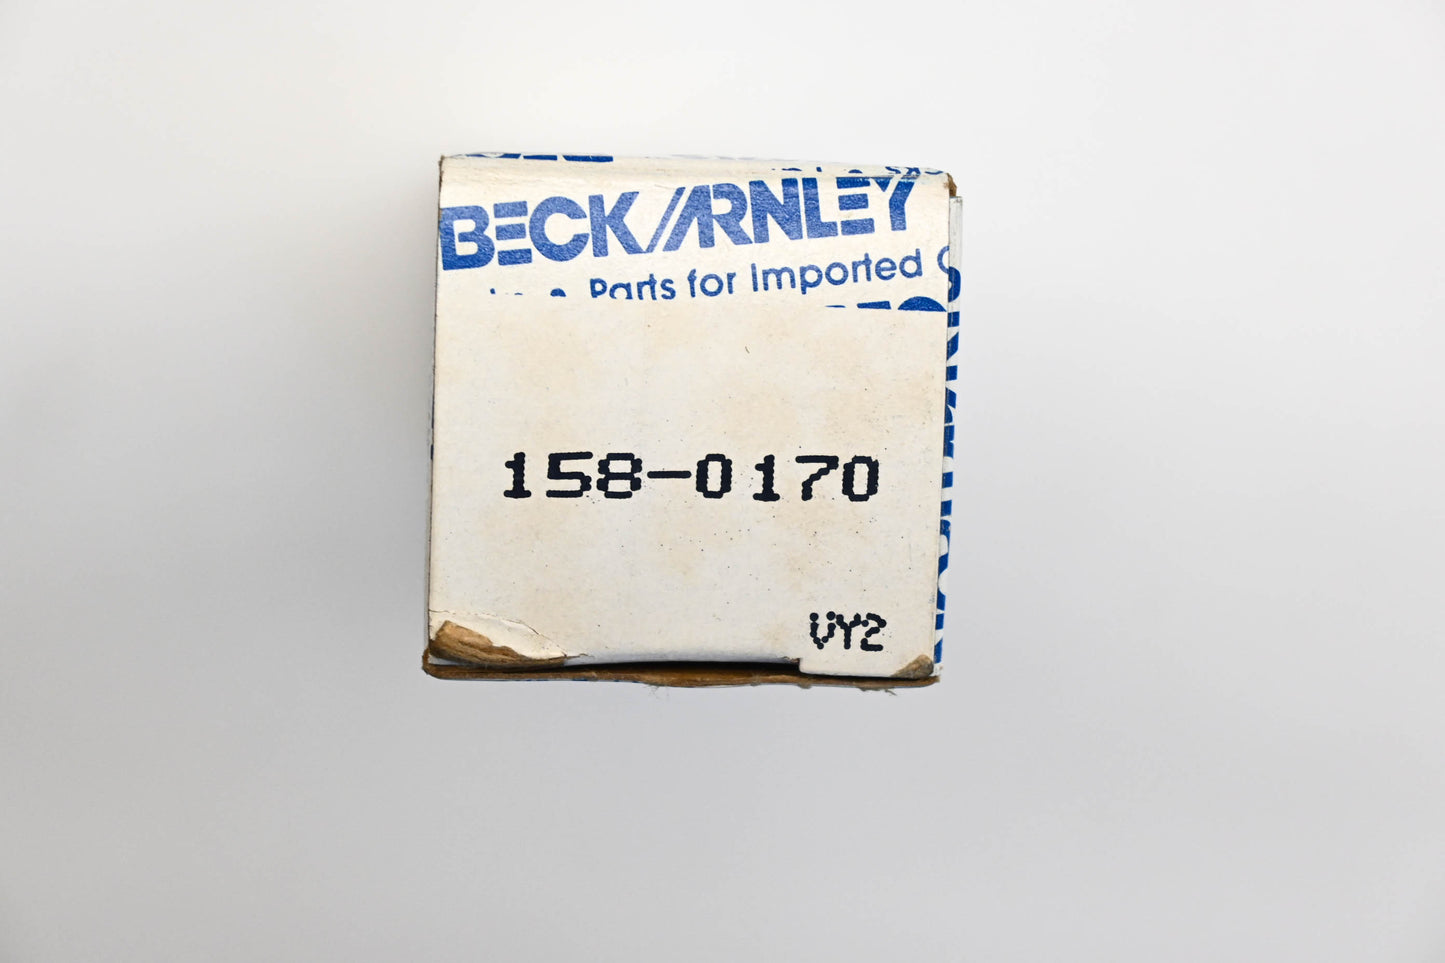 BECK/ARNLEY
Parts for Imported
158-0170
VY2